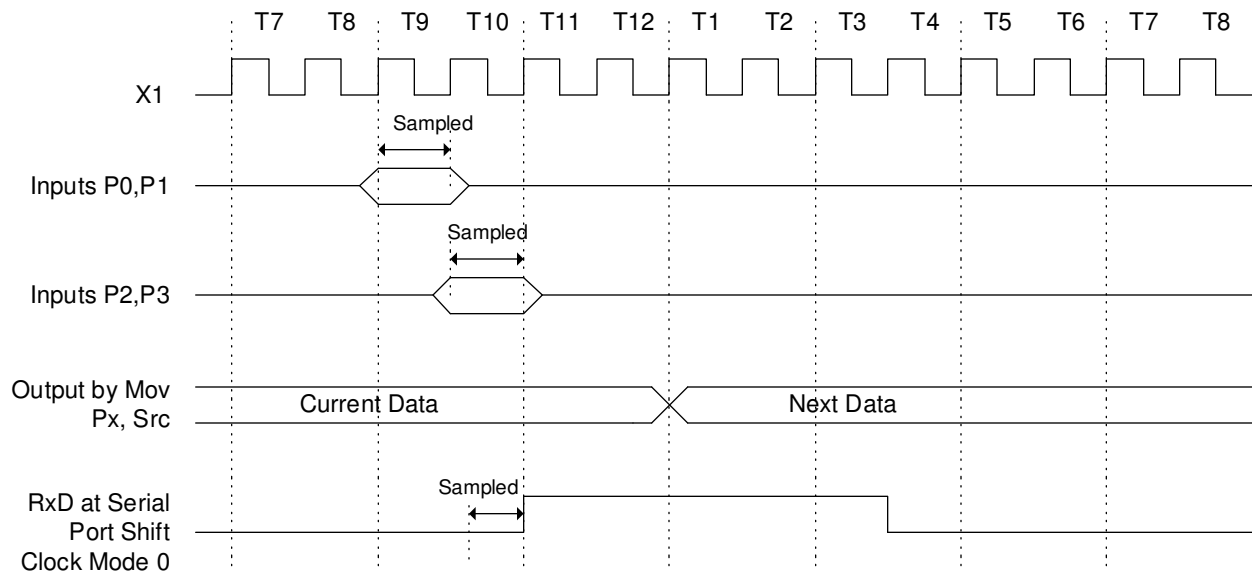 T7 T8 T9 T10 T11 T12 T1 T2 T3 T4 T5 T6 T7 T8
X1
Sampled
Inputs P0,P1
Sampled
Inputs P2,P3
Output by Mov
Px, Src
Current Data
Next Data
Sampled
RxD at Serial
Port Shift
Clock Mode 0